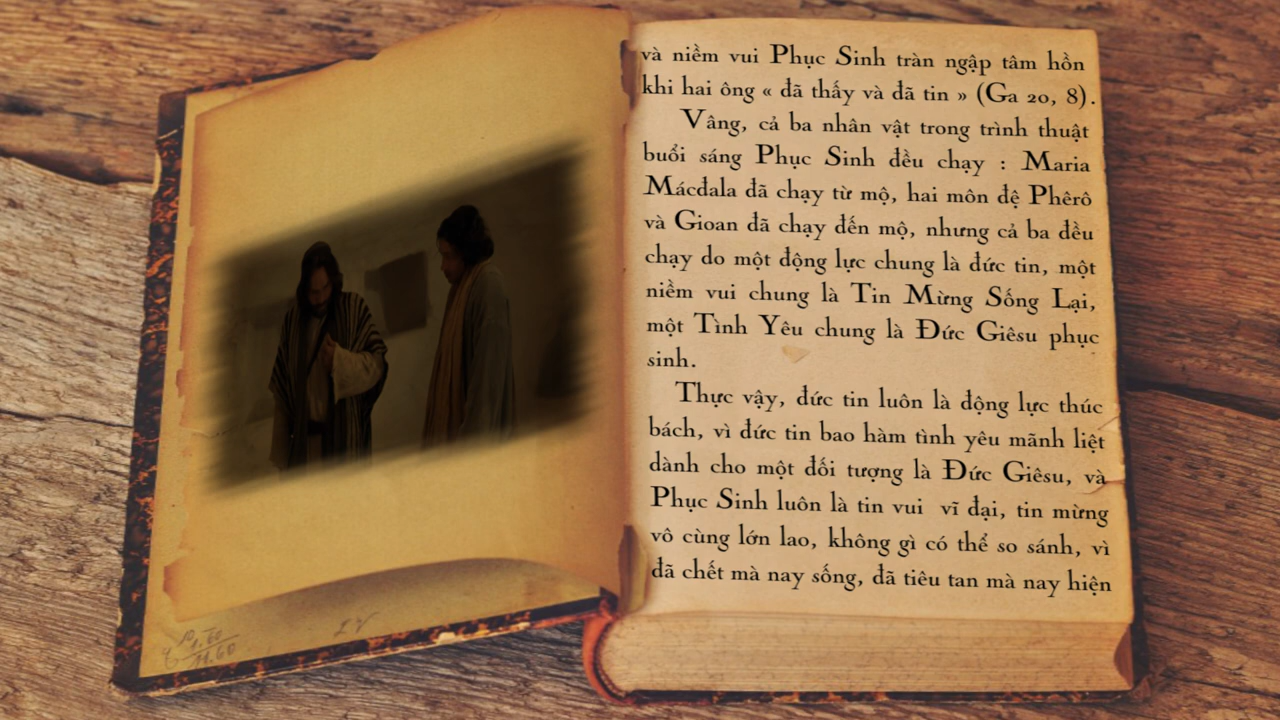 và niềm vui Phục Sinh tràn ngập tâm hồn
khi hai ông « đã thấy và đã tin » (Ga 20, 8).
Vâng, cả ba nhân vật trong trình thuật
buổi sáng Phục Sinh đều chạy : Maria
Mácđala đã chạy từ mộ, hai môn đệ Phêrô
và Gioan đã chạy đến mộ, nhưng cả ba đều
chạy do một động lực chung là đức tin, một
niềm vui chung là Tin Mừng Sống Lại,
một Tình Yêu chung là Đức Giêsu phục
sinh.
Thực vậy, đức tin luôn là động lực thúc
bách, vì đức tin bao hàm tình yêu mãnh liệt
dành cho một đối tượng là Đức Giêsu, và
Phục Sinh luôn là tin vui vĩ đại, tin mừng
vô cùng lớn lao, không gì có thể so sánh, vì
đã chết mà nay sống, đã tiêu tan mà nay hiện